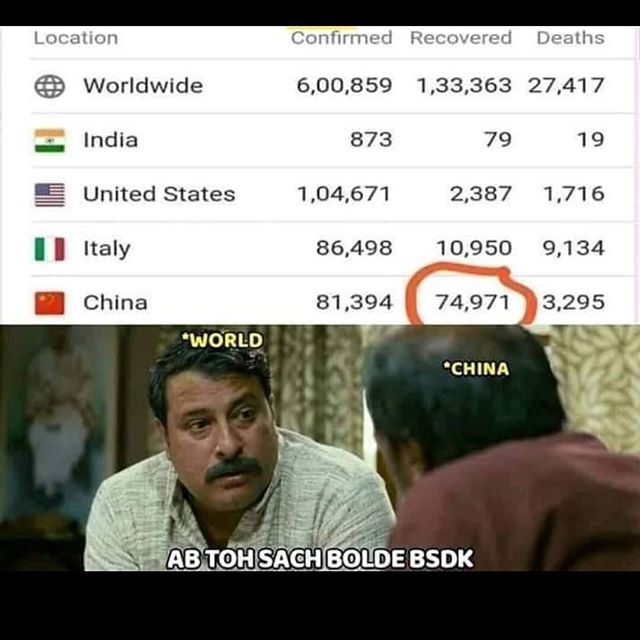 Location Confirmed Recovered Deaths
Worldwide 6,00,859 1,33,363 27,417
India 873 79 19
United States 1,04,671 2,387 1,716
Italy 86,498 10,950 9,134
China 81,394 74,971 3,295
*WORLD
*CHINA
AB TOH SACH BOLDE BSDK